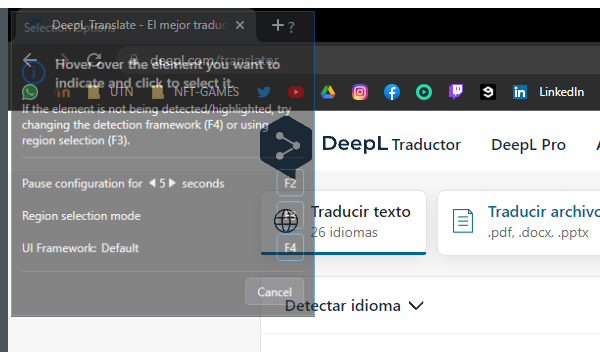 Selection Options
DeepL Translate - El mejor traduc
?
deepl.com/translator
Hover over the element you want to
indicate and click to select it.
UTN
NFT-GAMES
LinkedIn
If the element is not being detected/highlighted, try
changing the detection framework (F4) or using
region selection (F3).
DeepL Traductor
DeepL Pro
Pause configuration for 5 seconds
F2
Region selection mode
UI Framework: Default
F4
Cancel
Traducir texto
26 idiomas
Traducir archivo
.pdf, .docx, .pptx
Detectar idioma